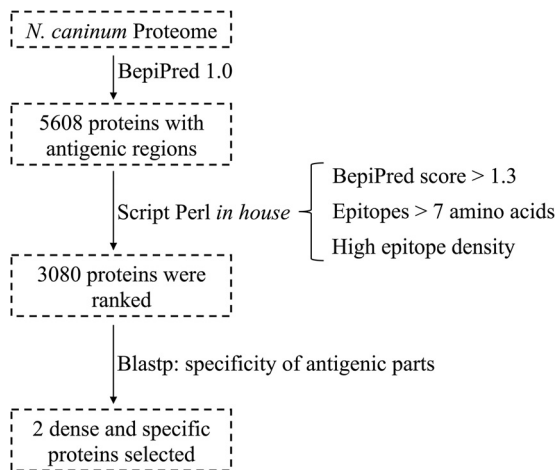 N. caninum Proteome
BepiPred 1.0
5608 proteins with
antigenic regions
Script Perl in house
BepiPred score > 1.3
Epitopes > 7 amino acids
High epitope density
3080 proteins were
ranked
Blastp: specificity of antigenic parts
2 dense and specific
proteins selected